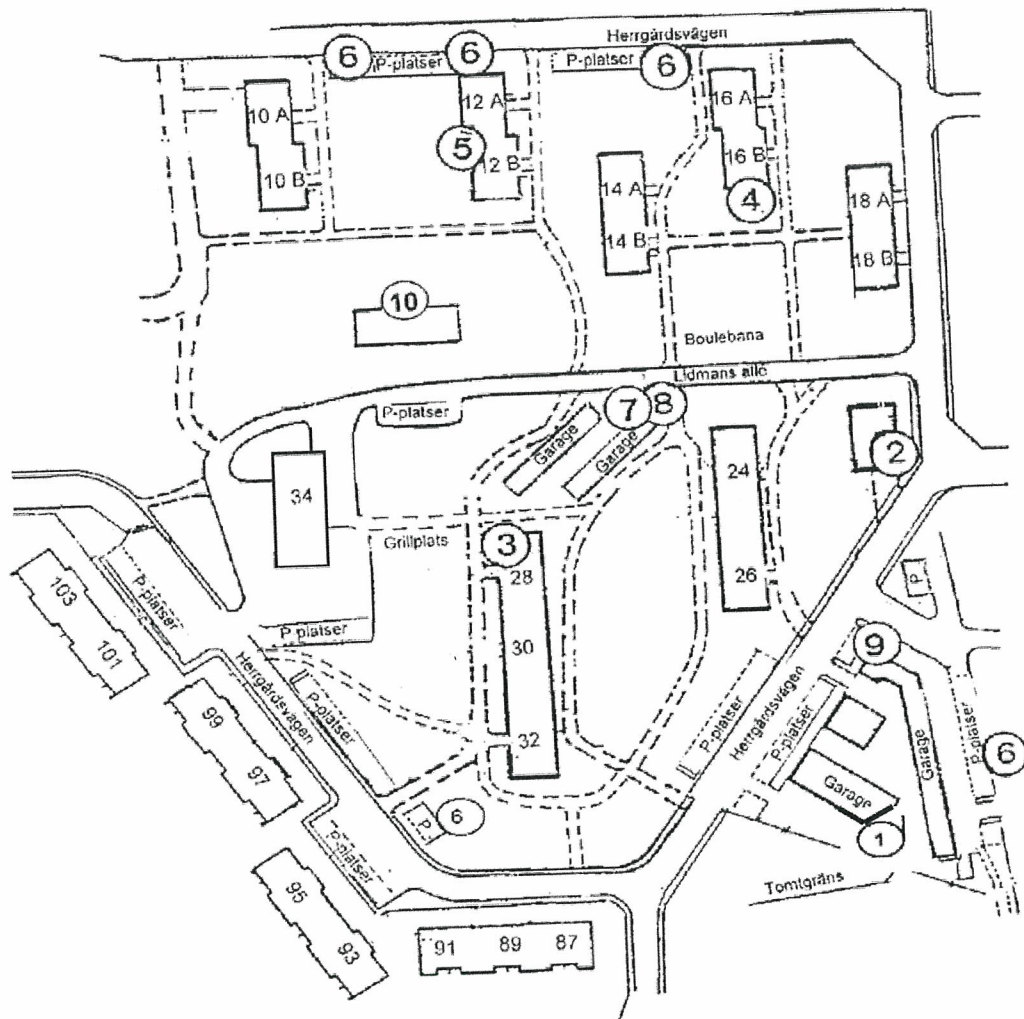 Herrgårdsvägen
6
P-platser
6
P-platser
6
10 A
12 A
16 A
5
10 B
12 B
16 B
14 A
4
18 A
14 B
18 B
10
Boulebana
Lidmans allé
P-platser
7
8
Garage
Garage
24
2
34
Grillplats
3
28
26
P
103
P-platser
101
P platser
30
9
Herrgårdsvägen
P-platser
P-platser
Herrgårdsvägen
P-platser
P-platser
Garage
6
99
97
32
Garage
P
6
1
P-platser
Tomtgräns
95
93
91
89
87